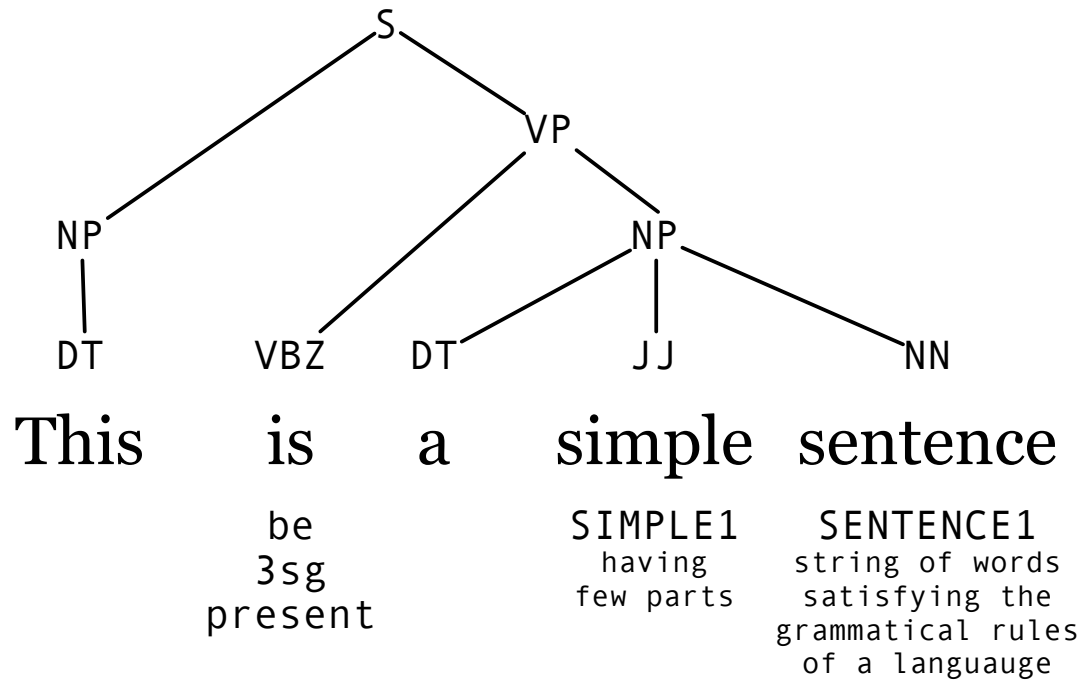 S
VP
NP NP
DT VBZ DT JJ NN
This is a simple sentence
be SIMPLE1 SENTENCE1
3sg having string of words
present few parts satisfying the
grammatical rules
of a languauge